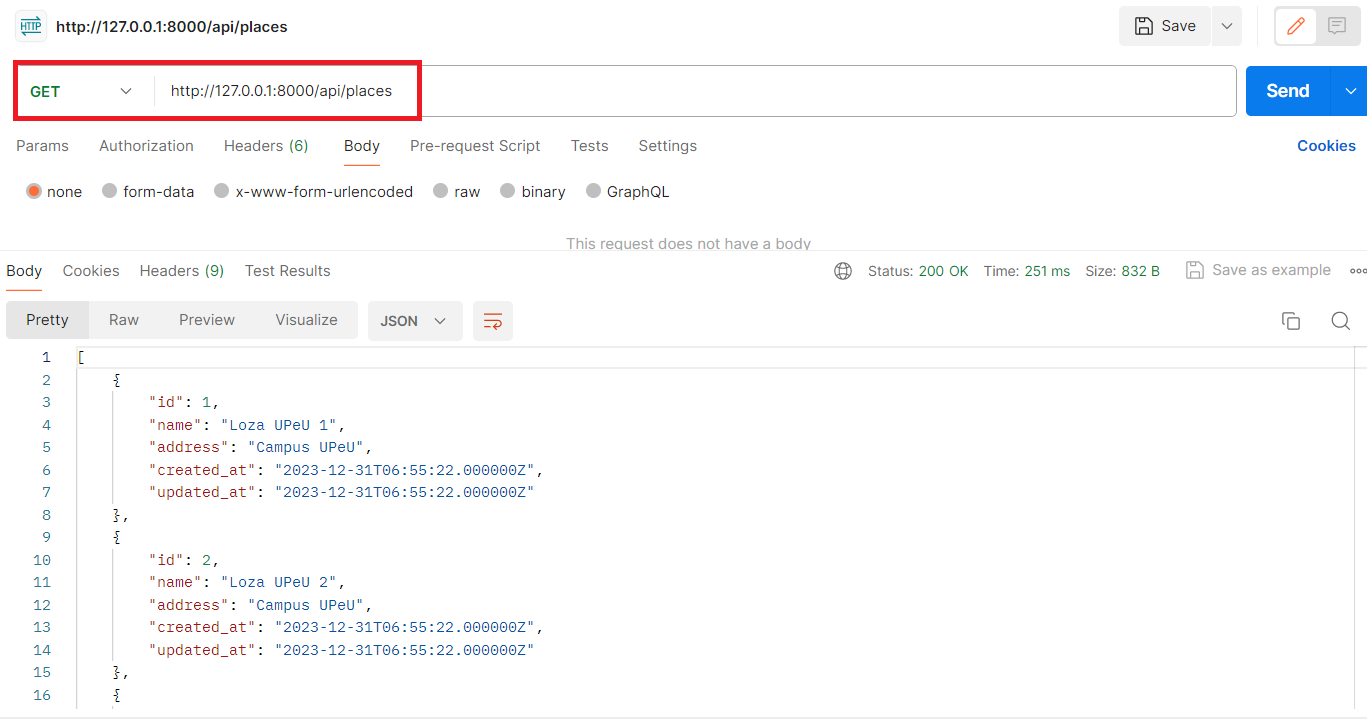 HTTP http://127.0.0.1:8000/api/places Save
GET http://127.0.0.1:8000/api/places Send
Params Authorization Headers (6) Body Pre-request Script Tests Settings Cookies
none form-data x-www-form-urlencoded raw binary GraphQL
This request does not have a body
Body Cookies Headers (9) Test Results Status: 200 OK Time: 251 ms Size: 832 B Save as example
Pretty Raw Preview Visualize JSON
1 [
2 {
3 "id": 1,
4 "name": "Loza UPeU 1",
5 "address": "Campus UPeU",
6 "created_at": "2023-12-31T06:55:22.000000Z",
7 "updated_at": "2023-12-31T06:55:22.000000Z"
8 },
9 {
10 "id": 2,
11 "name": "Loza UPeU 2",
12 "address": "Campus UPeU",
13 "created_at": "2023-12-31T06:55:22.000000Z",
14 "updated_at": "2023-12-31T06:55:22.000000Z"
15 },
16 {